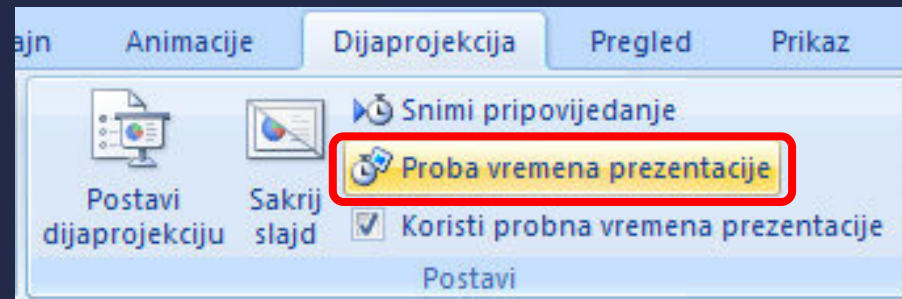 ajn Animacije Dijaprojekcija Pregled Prikaz
Snimi pripovijedanje
Proba vremena prezentacije
Koristi probna vremena prezentacije
Postavi
dijaprojekciju
Sakrij
slajd
Postavi